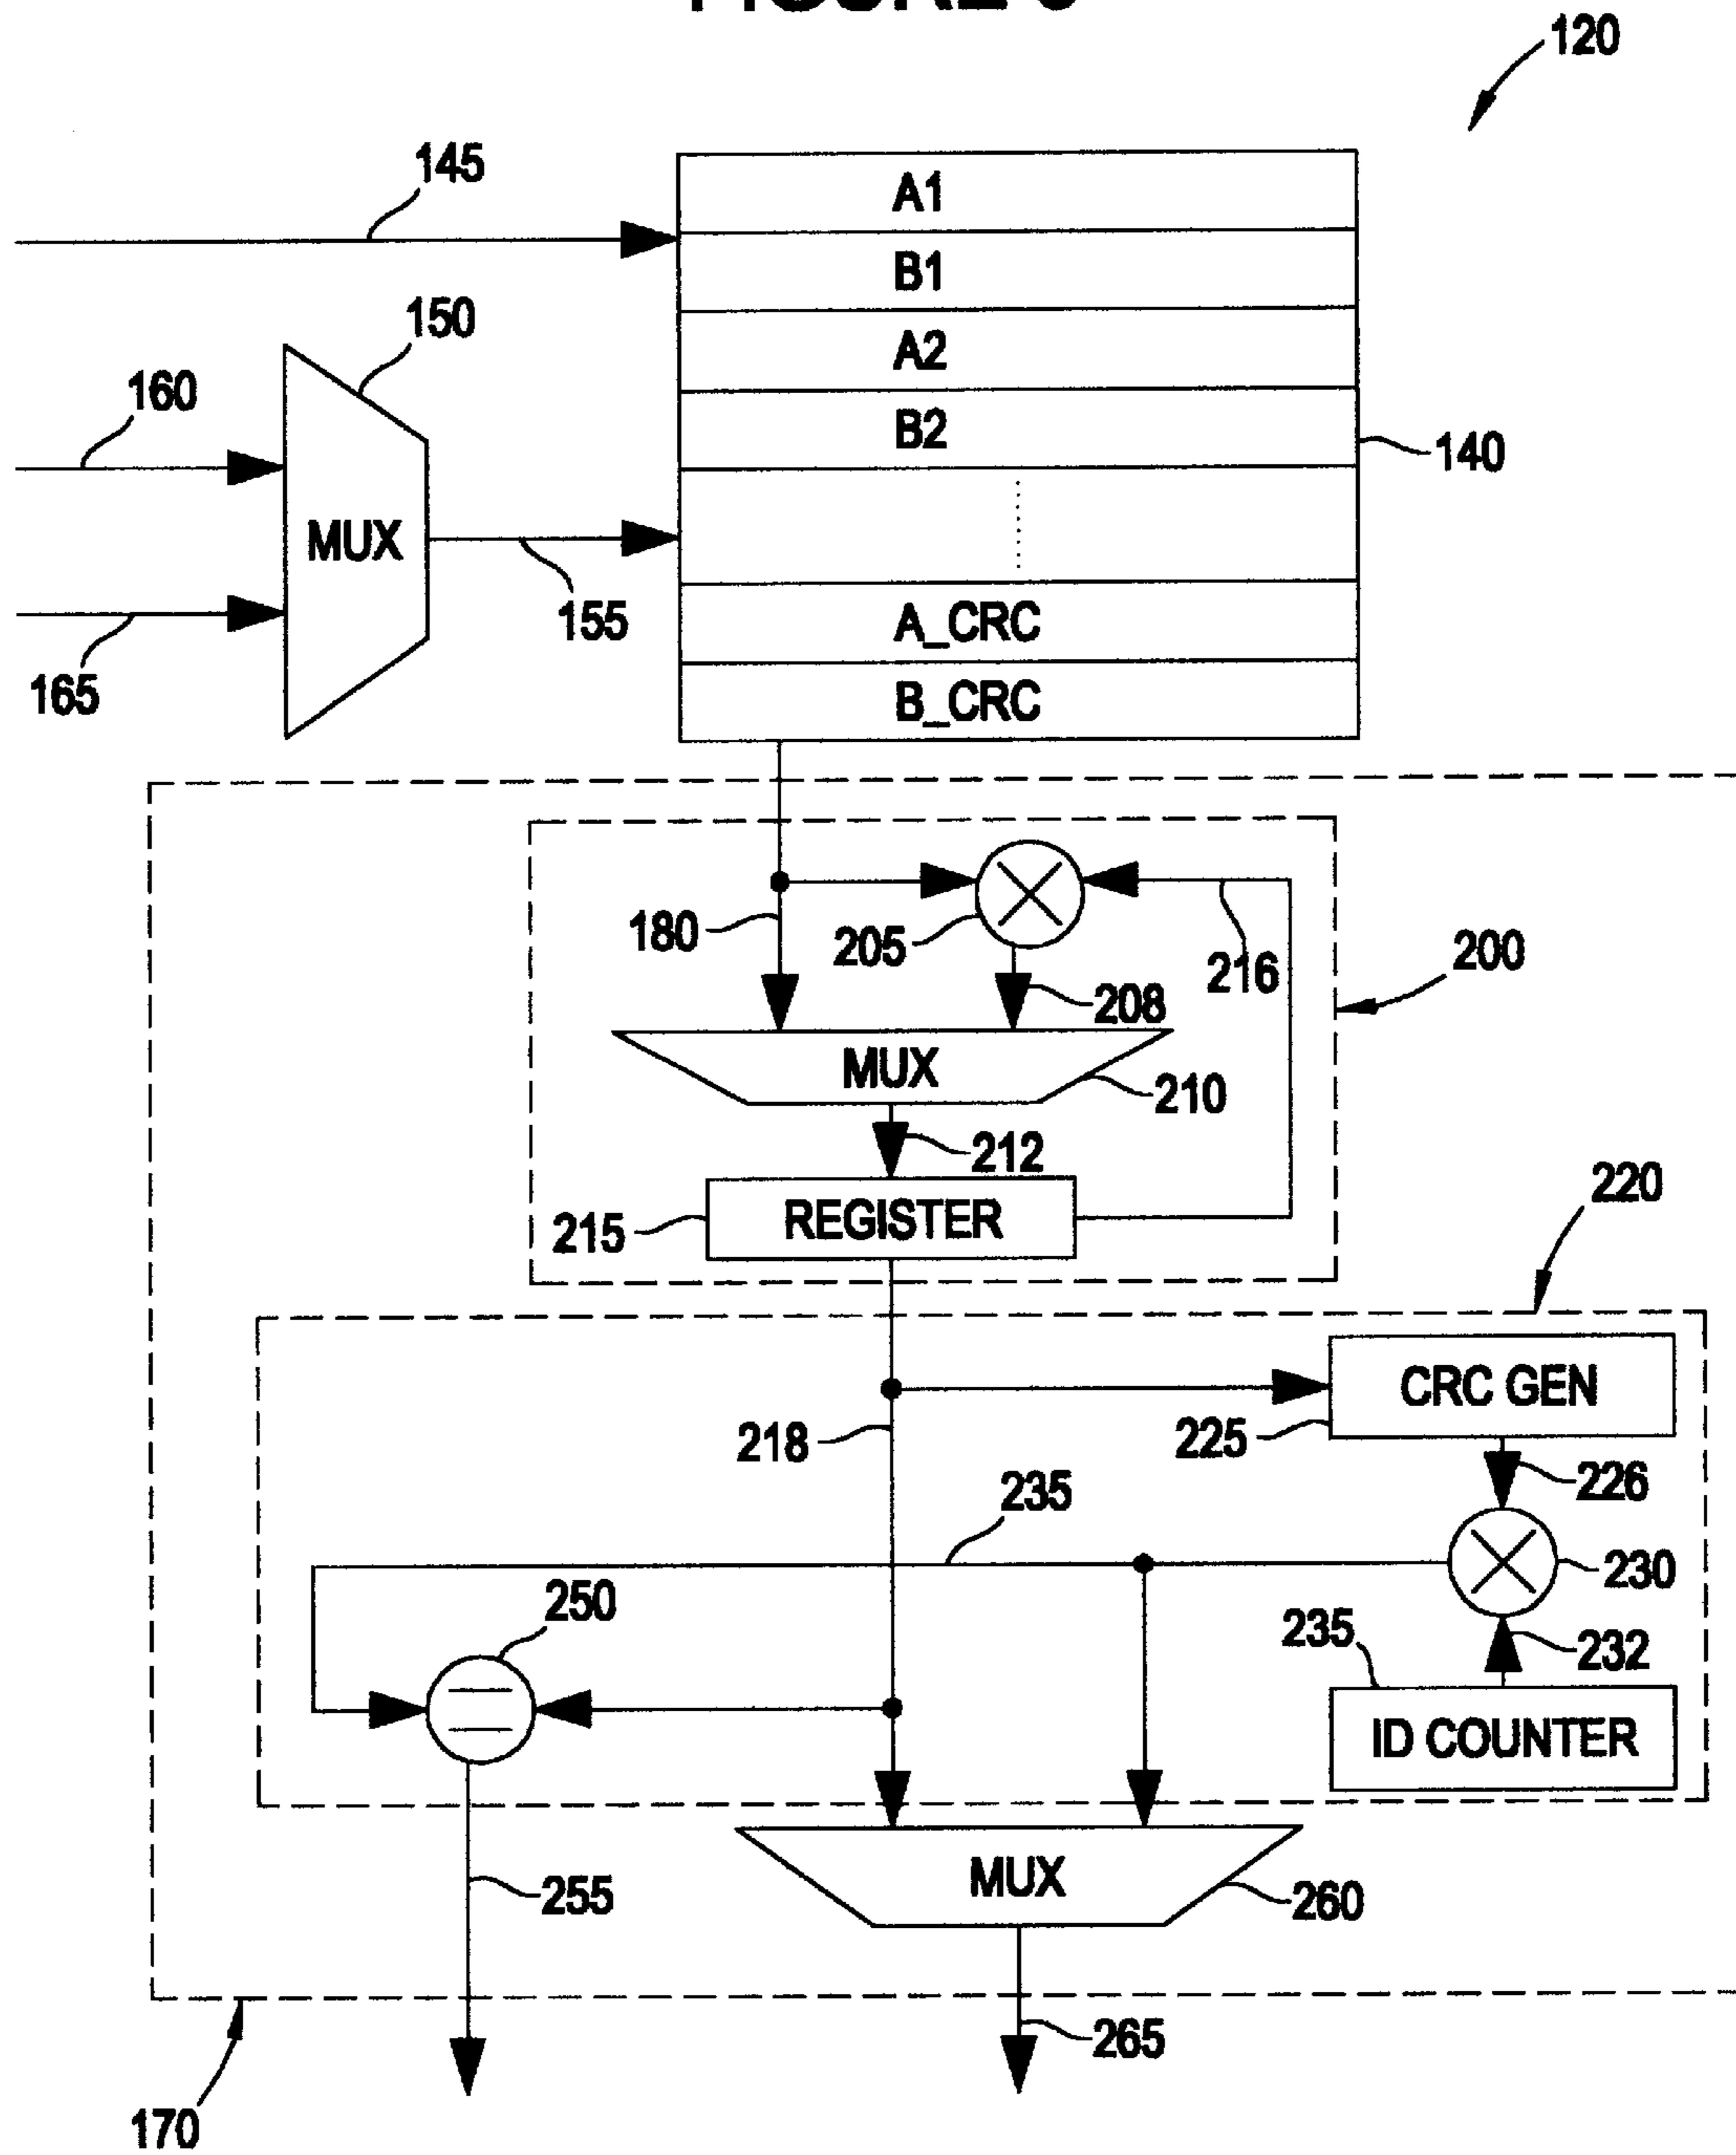 120
145
A1
B1
150
A2
160
B2
140
MUX
155
A_CRC
165
B_CRC
180
205
216
200
208
MUX
210
212
220
215
REGISTER
CRC GEN
218
225
235
226
250
230
235
232
ID COUNTER
255
MUX
260
265
170